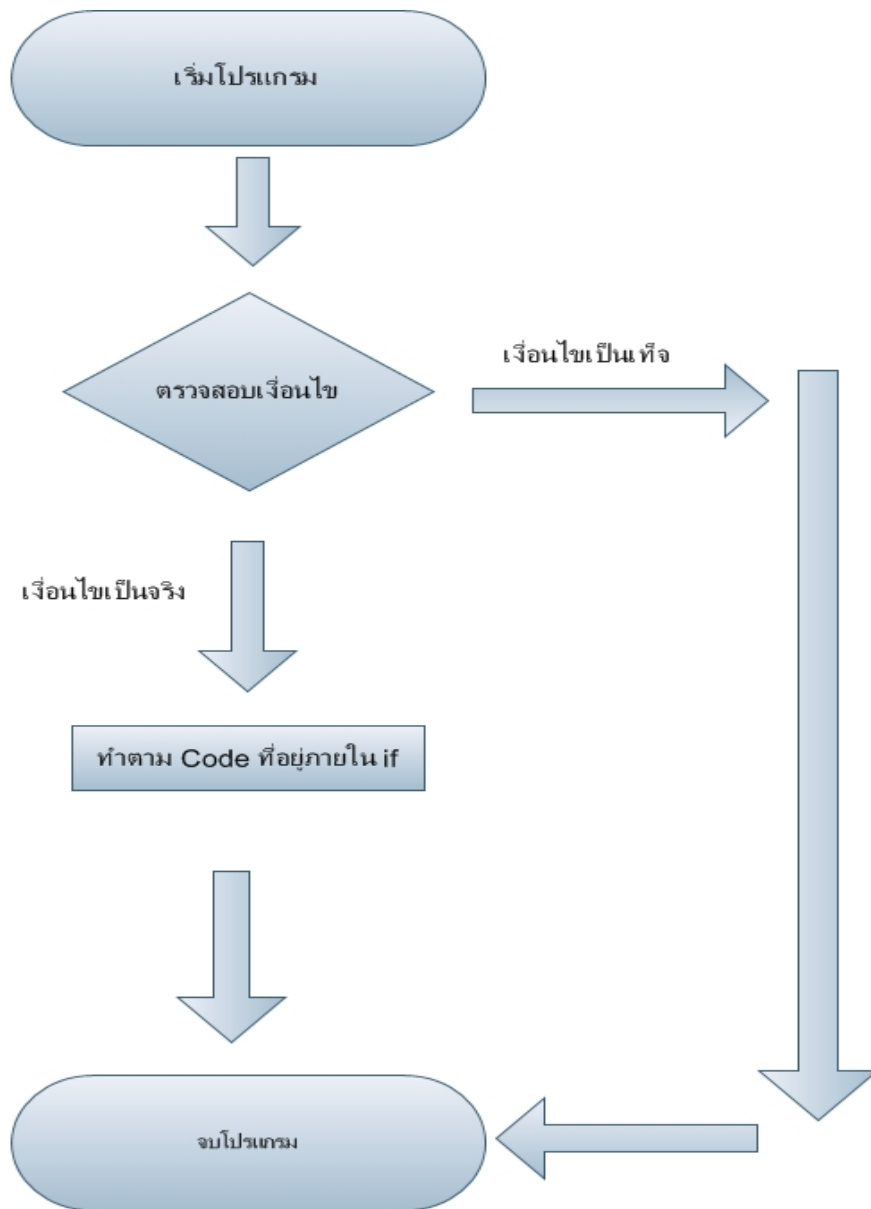 เริ่มโปรแกรม
เงื่อนไขเป็นเท็จ
ตรวจสอบเงื่อนไข
เงื่อนไขเป็นจริง
ทำตาม Code ที่อยู่ภายใน if
จบโปรแกรม